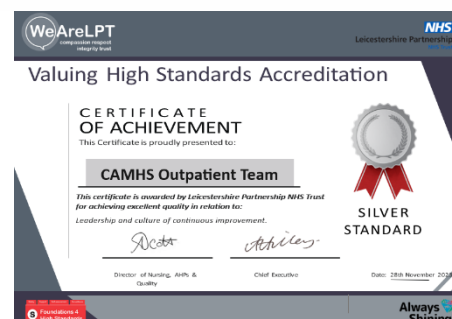 WeAreLPT
compassion respect
integrity trust
NHS
Leicestershire Partnership
Valuing High Standards Accreditation
CERTIFICATE
OF ACHIEVEMENT
This Certificate is proudly presented to:
CAMHS Outpatient Team
This certificate is awarded by Leicestershire Partnership NHS Trust
for achieving excellent quality in relation to:
Leadership and culture of continuous improvement.
SILVER
STANDARD
Scott
Director of Nursing, AHPs &
Quality
Chief Executive
Date: 28th November
S Foundations 4
High Standards
Always
Shining